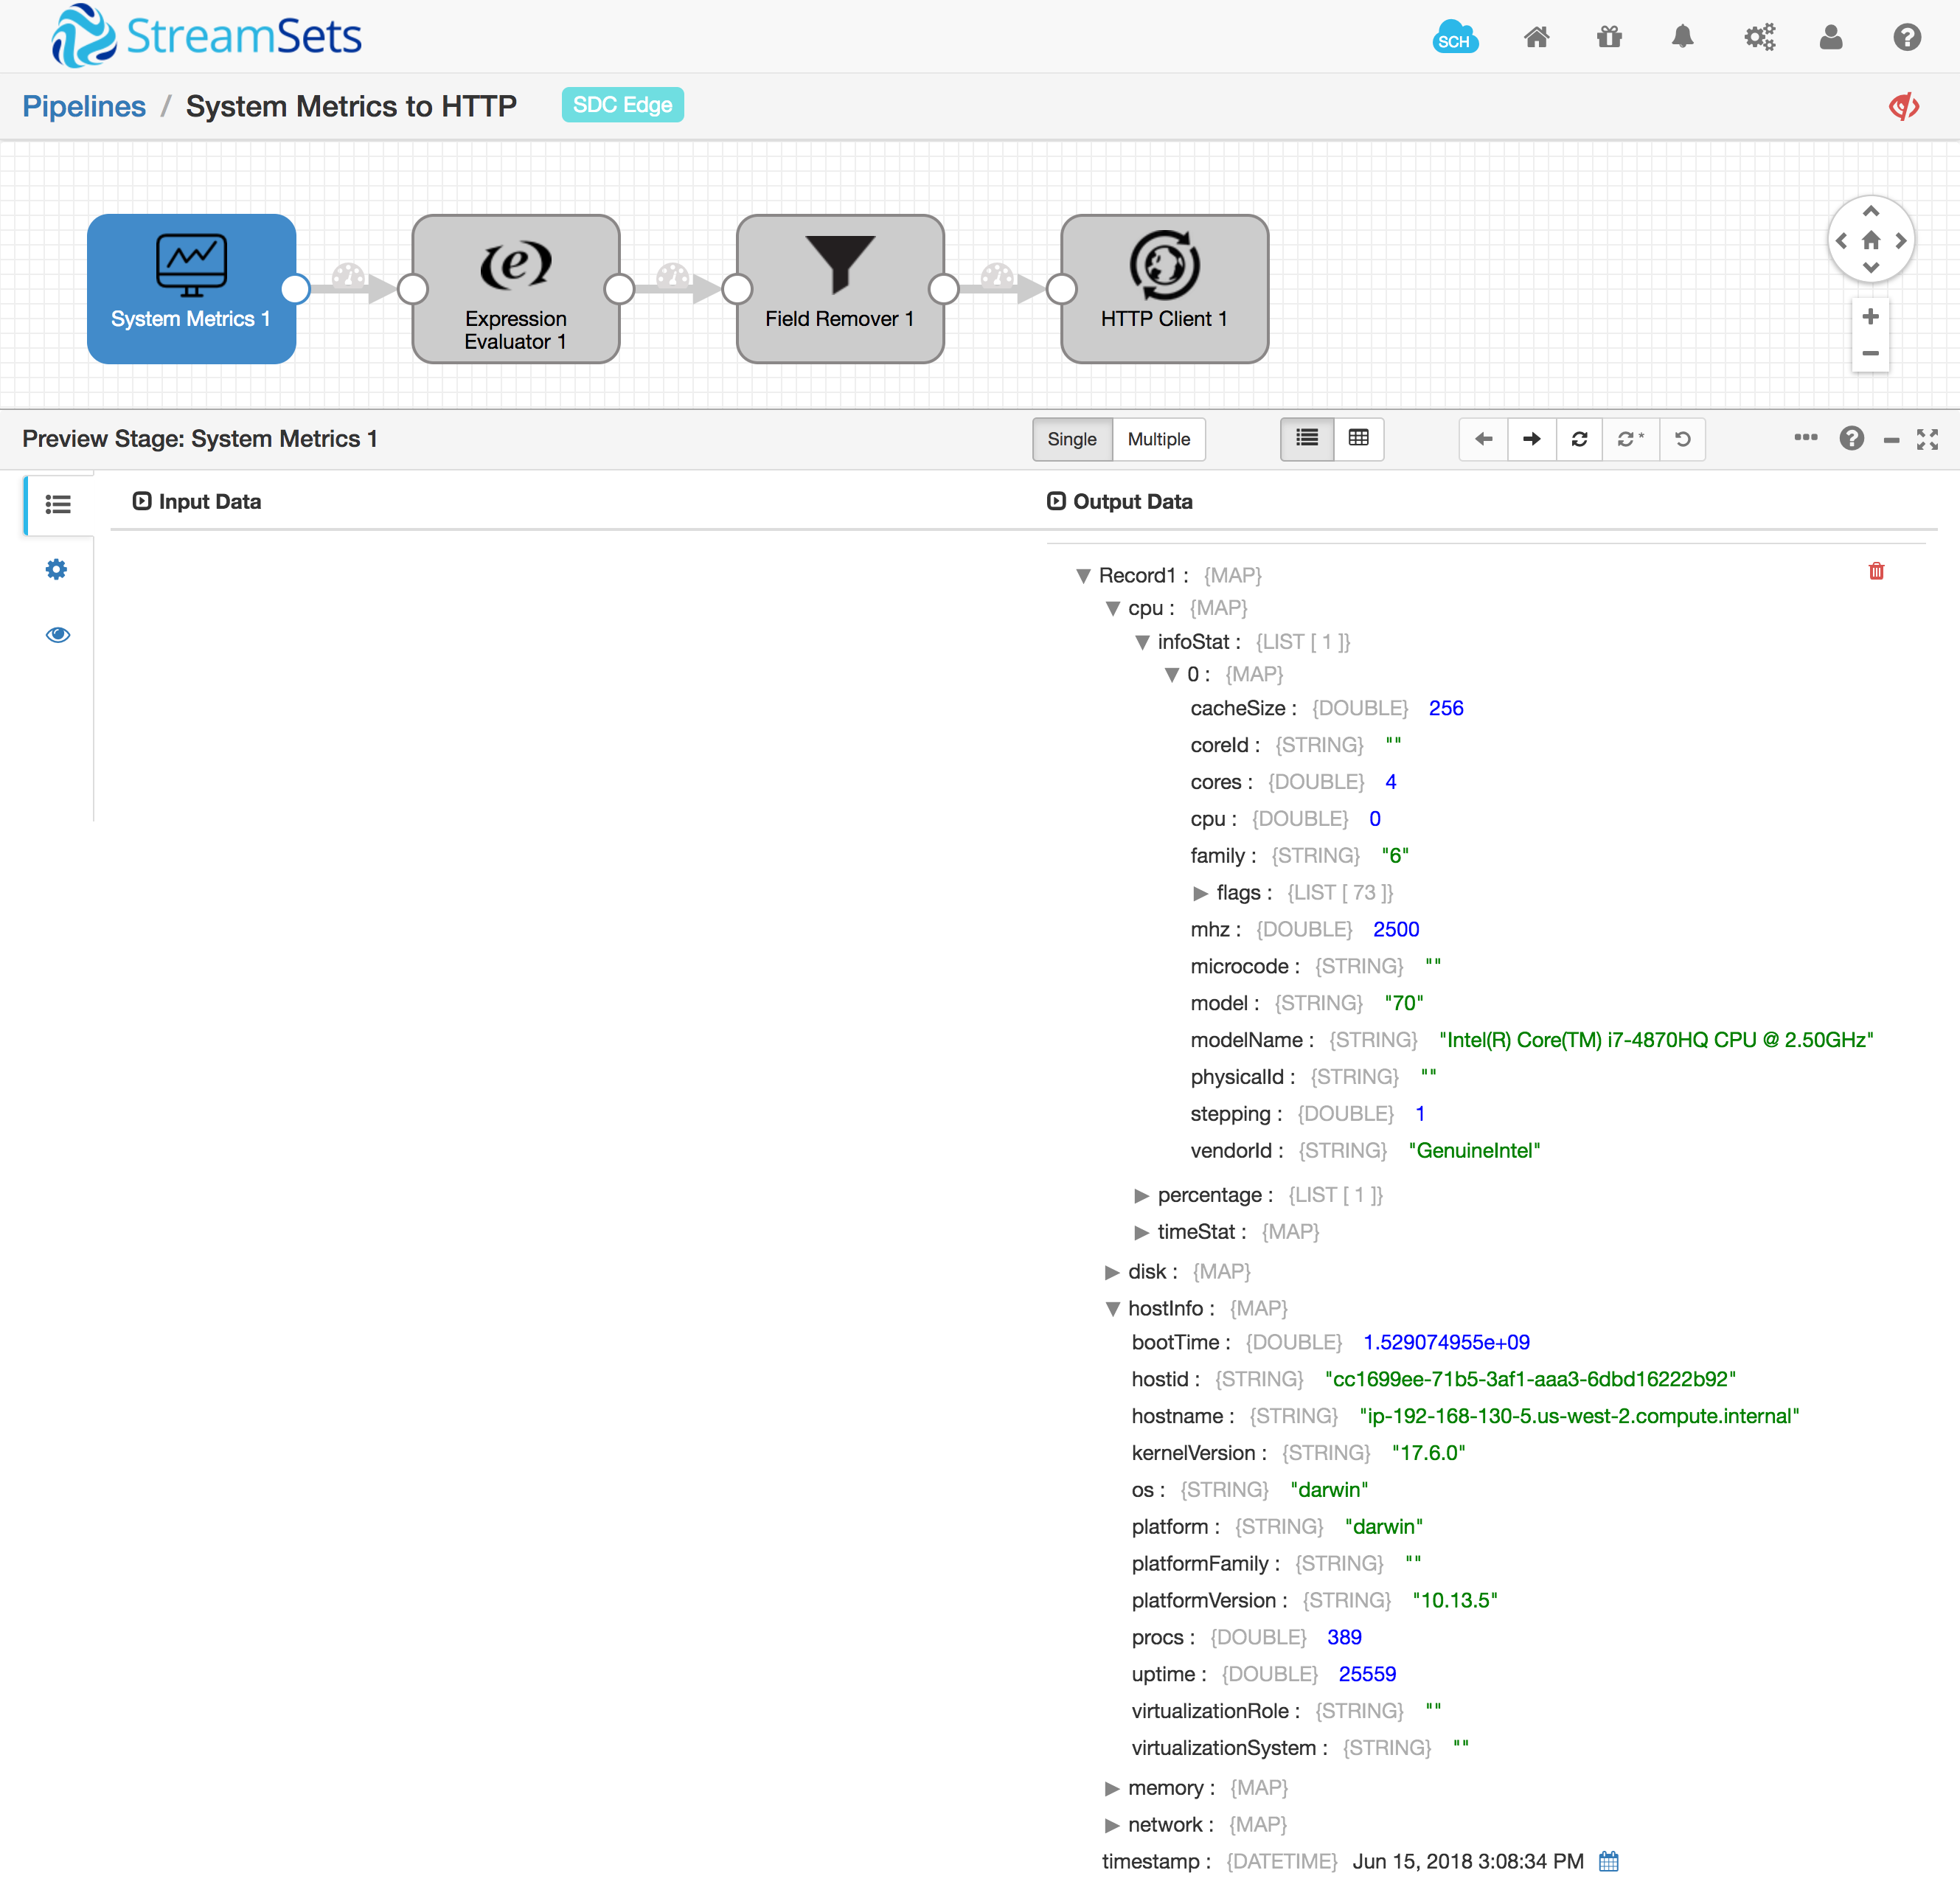 StreamSets
SCH
Pipelines / System Metrics to HTTP SDC Edge
System Metrics 1
Expression
Evaluator 1
Field Remover 1
HTTP Client 1
Preview Stage: System Metrics 1
Single Multiple
Input Data
Output Data
Record1 : {MAP}
cpu : {MAP}
infoStat : {LIST [ 1 ]}
0 : {MAP}
cacheSize : {DOUBLE} 256
coreId : {STRING} ""
cores : {DOUBLE} 4
cpu : {DOUBLE} 0
family : {STRING} "6"
flags : {LIST [ 73 ]}
mhz : {DOUBLE} 2500
microcode : {STRING} ""
model : {STRING} "70"
modelName : {STRING} "Intel(R) Core(TM) i7-4870HQ CPU @ 2.50GHz"
physicalId : {STRING} ""
stepping : {DOUBLE} 1
vendorId : {STRING} "GenuineIntel"
percentage : {LIST [ 1 ]}
timeStat : {MAP}
disk : {MAP}
hostInfo : {MAP}
bootTime : {DOUBLE} 1.529074955e+09
hostid : {STRING} "cc1699ee-71b5-3af1-aaa3-6dbd16222b92"
hostname : {STRING} "ip-192-168-130-5.us-west-2.compute.internal"
kernelVersion : {STRING} "17.6.0"
os : {STRING} "darwin"
platform : {STRING} "darwin"
platformFamily : {STRING} ""
platformVersion : {STRING} "10.13.5"
procs : {DOUBLE} 389
uptime : {DOUBLE} 25559
virtualizationRole : {STRING} ""
virtualizationSystem : {STRING} ""
memory : {MAP}
network : {MAP}
timestamp : {DATETIME} Jun 15, 2018 3:08:34 PM